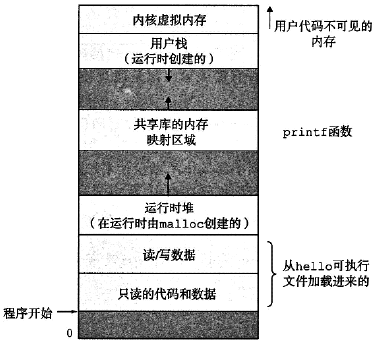 内核虚拟内存
用户代码不可见的
内存
用户栈
(运行时创建的)
共享库的内存
映射区域
printf函数
运行时堆
(在运行时由malloc创建的)
读/写数据
只读的代码和数据
从hello可执行
文件加载进来的
程序开始
0